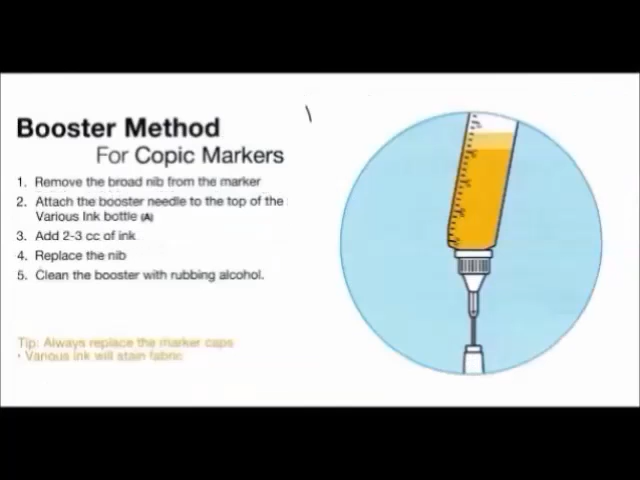 Booster Method
For Copic Markers
1. Remove the broad nib from the marker
2. Attach the booster needle to the top of the
Various Ink bottle (A)
3. Add 2-3 cc of ink
4. Replace the nib
5. Clean the booster with rubbing alcohol.
Tip: Always replace the marker caps
• Various ink will stain fabric